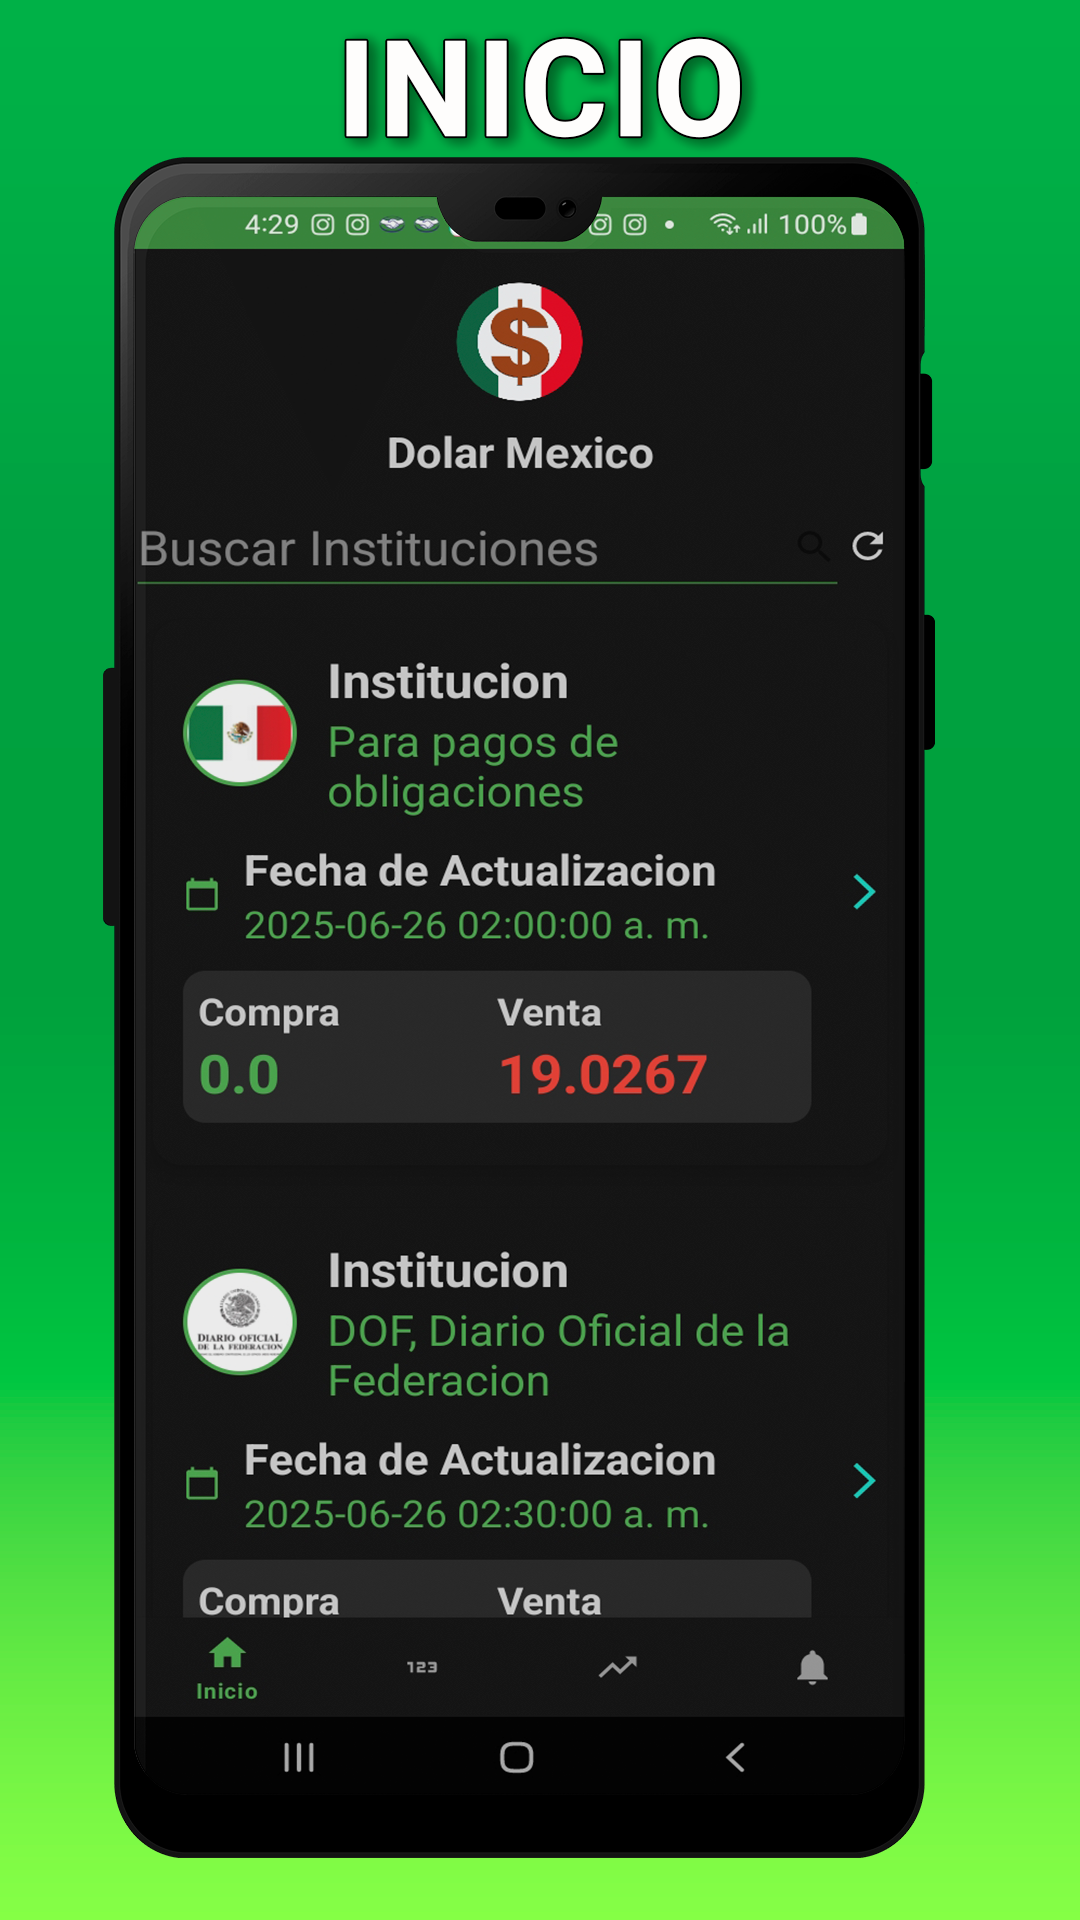 INICIO
4:29
100%
$
Dolar Mexico
Buscar Instituciones
Institucion
Para pagos de
obligaciones
Fecha de Actualizacion
2025-06-26 02:00:00 a. m.
Compra Venta
0.0 19.0267
Institucion
DIARIO OFICIAL
DE LA FEDERACION
DOF, Diario Oficial de la
Federacion
Fecha de Actualizacion
2025-06-26 02:30:00 a. m.
Compra Venta
123
Inicio